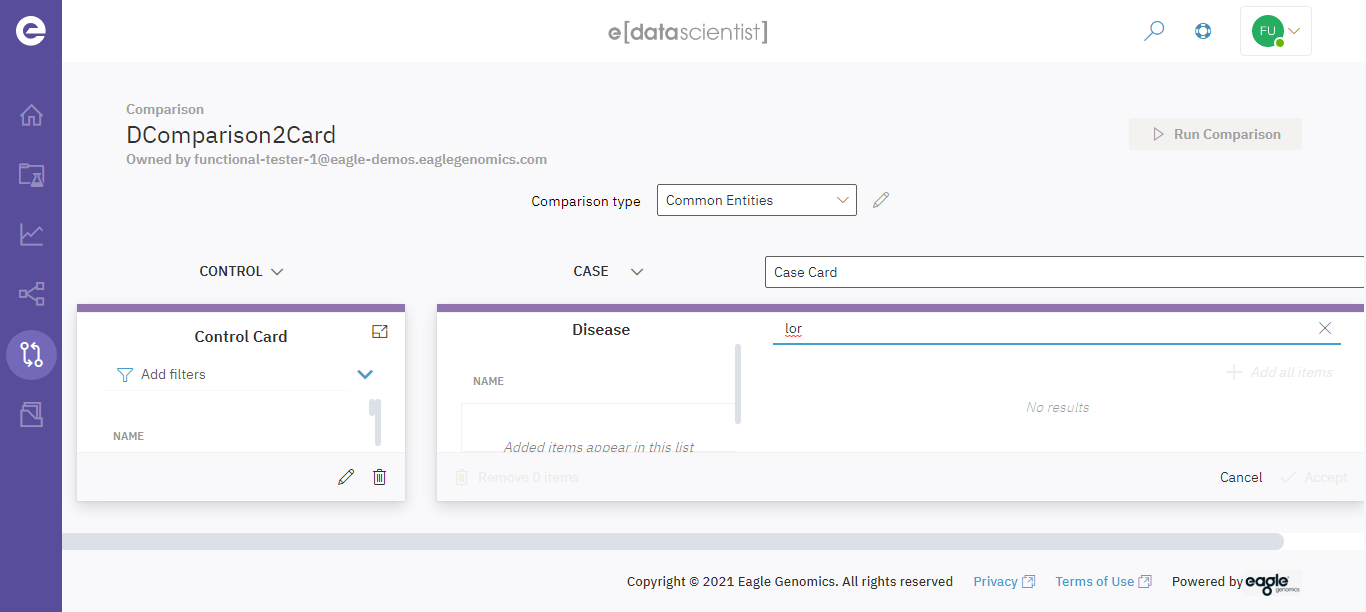 e[datascientist]
FU
Comparison
DComparison2Card
Owned by functional-tester-1@eagle-demos.eaglegenomics.com
Run Comparison
Comparison type
Common Entities
CONTROL
CASE
Case Card
Control Card
Add filters
NAME
Disease
NAME
Added items appear in this list
Remove 0 items
lor
Add all items
No results
Cancel
Accept
Copyright © 2021 Eagle Genomics. All rights reserved
Privacy
Terms of Use
Powered by eagle genomics